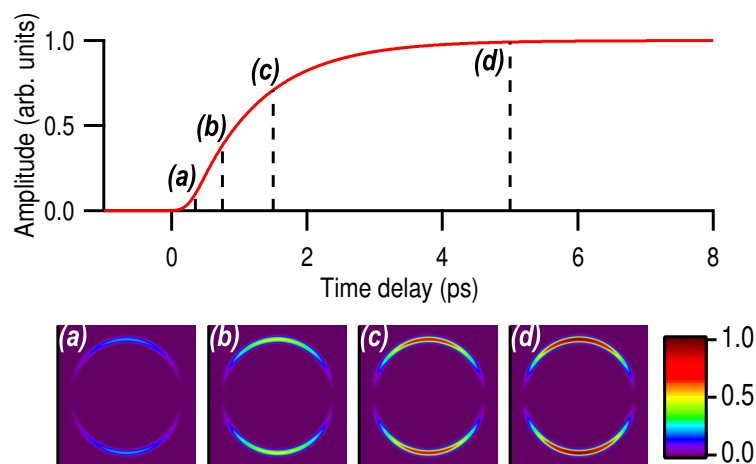 Amplitude (arb. units)
1.0
0.5
0.0
(a)
(b)
(c)
(d)
0
2
4
6
8
Time delay (ps)
(a)
(b)
(c)
(d)
1.0
0.5
0.0